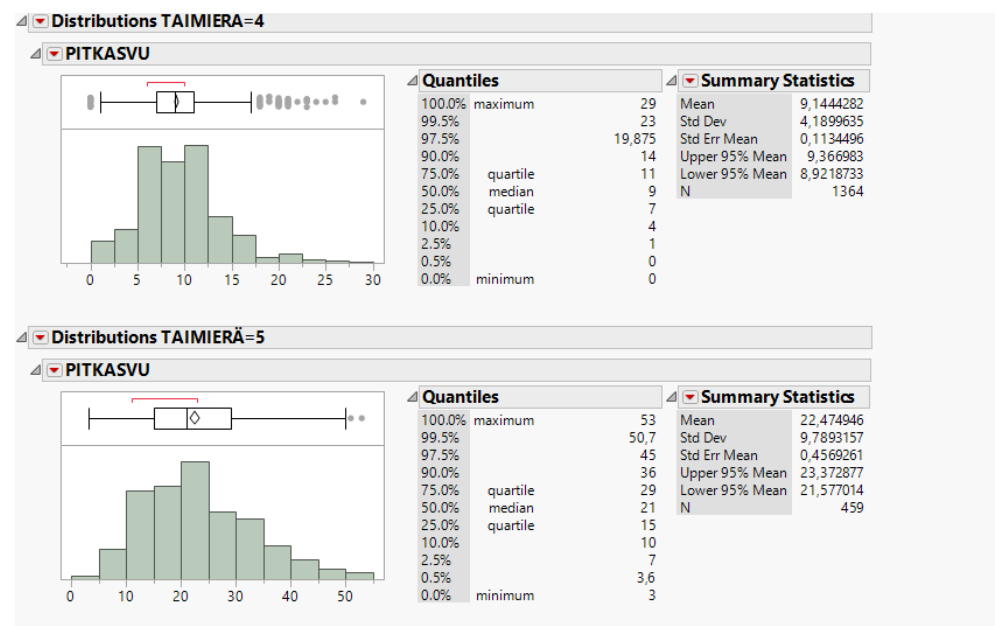 Distributions TAIMIERÄ=4
PITKASVU
0 5 10 15 20 25 30
Quantiles
100.0% maximum 29
99.5% 23
97.5% 19,875
90.0% 14
75.0% quartile 11
50.0% median 9
25.0% quartile 7
10.0% 4
2.5% 1
0.5% 0
0.0% minimum 0
Summary Statistics
Mean 9,1444282
Std Dev 4,1899635
Std Err Mean 0,1134496
Upper 95% Mean 9,366983
Lower 95% Mean 8,9218733
N 1364
Distributions TAIMIERÄ=5
PITKASVU
0 10 20 30 40 50
Quantiles
100.0% maximum 53
99.5% 50,7
97.5% 45
90.0% 36
75.0% quartile 29
50.0% median 21
25.0% quartile 15
10.0% 10
2.5% 7
0.5% 3,6
0.0% minimum 3
Summary Statistics
Mean 22,474946
Std Dev 9,7893157
Std Err Mean 0,4569261
Upper 95% Mean 23,372877
Lower 95% Mean 21,577014
N 459